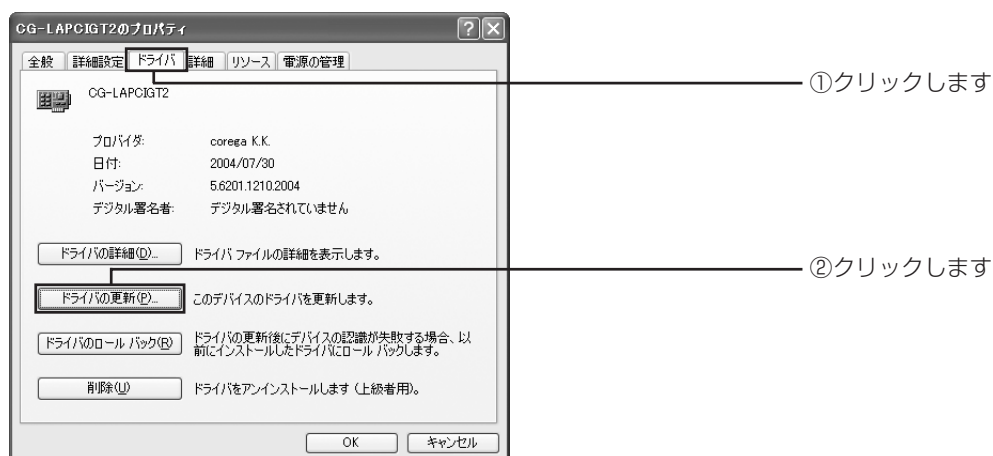 CG-LAPCIGT2のプロパティ
全般 詳細設定 ドライバ 詳細 リソース 電源の管理
①クリックします
CG-LAPCIGT2
プロバイダ: corega K.K.
日付: 2004/07/30
バージョン: 5.6201.1210.2004
デジタル署名者: デジタル署名されていません
ドライバの詳細(D)... ドライバ ファイルの詳細を表示します。
②クリックします
ドライバの更新(P)... このデバイスのドライバを更新します。
ドライバのロール バック(R) ドライバの更新後にデバイスの認識が失敗する場合、以
前にインストールしたドライバにロール バックします。
削除(U) ドライバをアンインストールします (上級者用)。
OK キャンセル